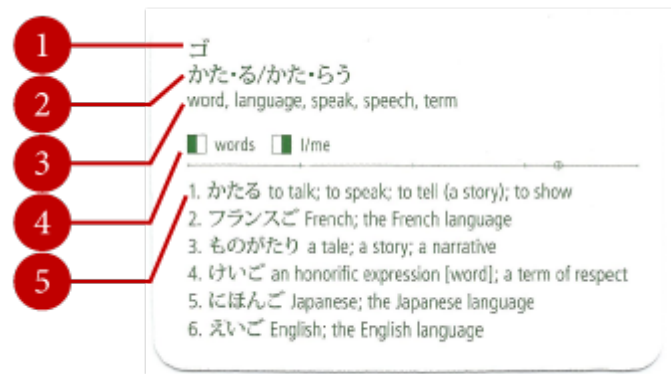 1
ゴ
2
かた・る/かた・らう
3
word, language, speak, speech, term
4
words I/me
5
1. かたる to talk; to speak; to tell (a story); to show
2. フランスご French; the French language
3. ものがたり a tale; a story; a narrative
4. けいご an honorific expression [word]; a term of respect
5. にほんご Japanese; the Japanese language
6. えいご English; the English language